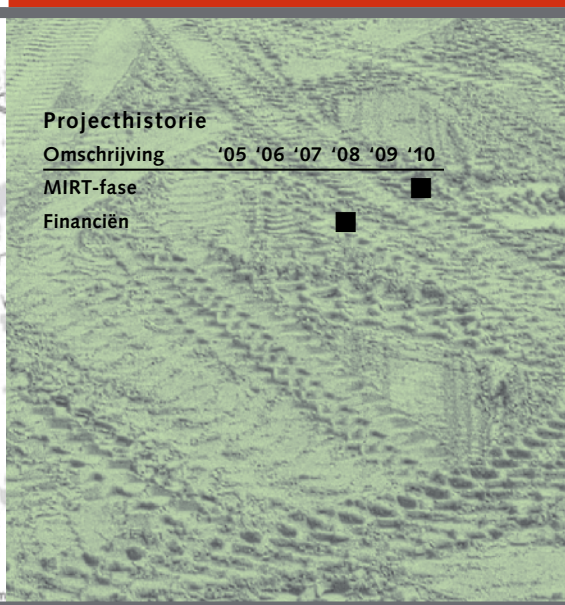 Projecthistorie
Omschrijving ‘05 ‘06 ‘07 ‘08 ‘09 ‘10
MIRT-fase ■
Financiën ■